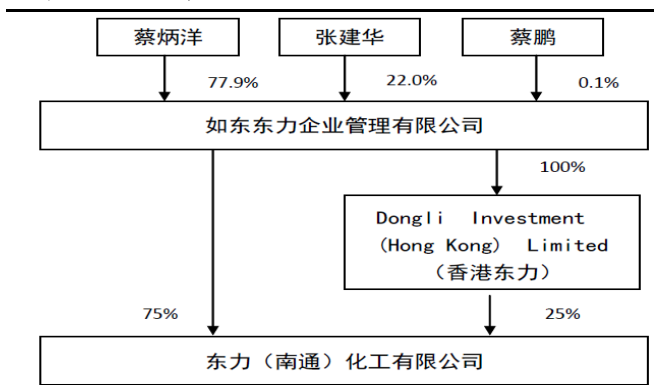 蔡炳洋 张建华 蔡鹏
77.9% 22.0% 0.1%
如东东力企业管理有限公司
100%
Dongli Investment
(Hong Kong) Limited
（香港东力）
75% 25%
东力（南通）化工有限公司